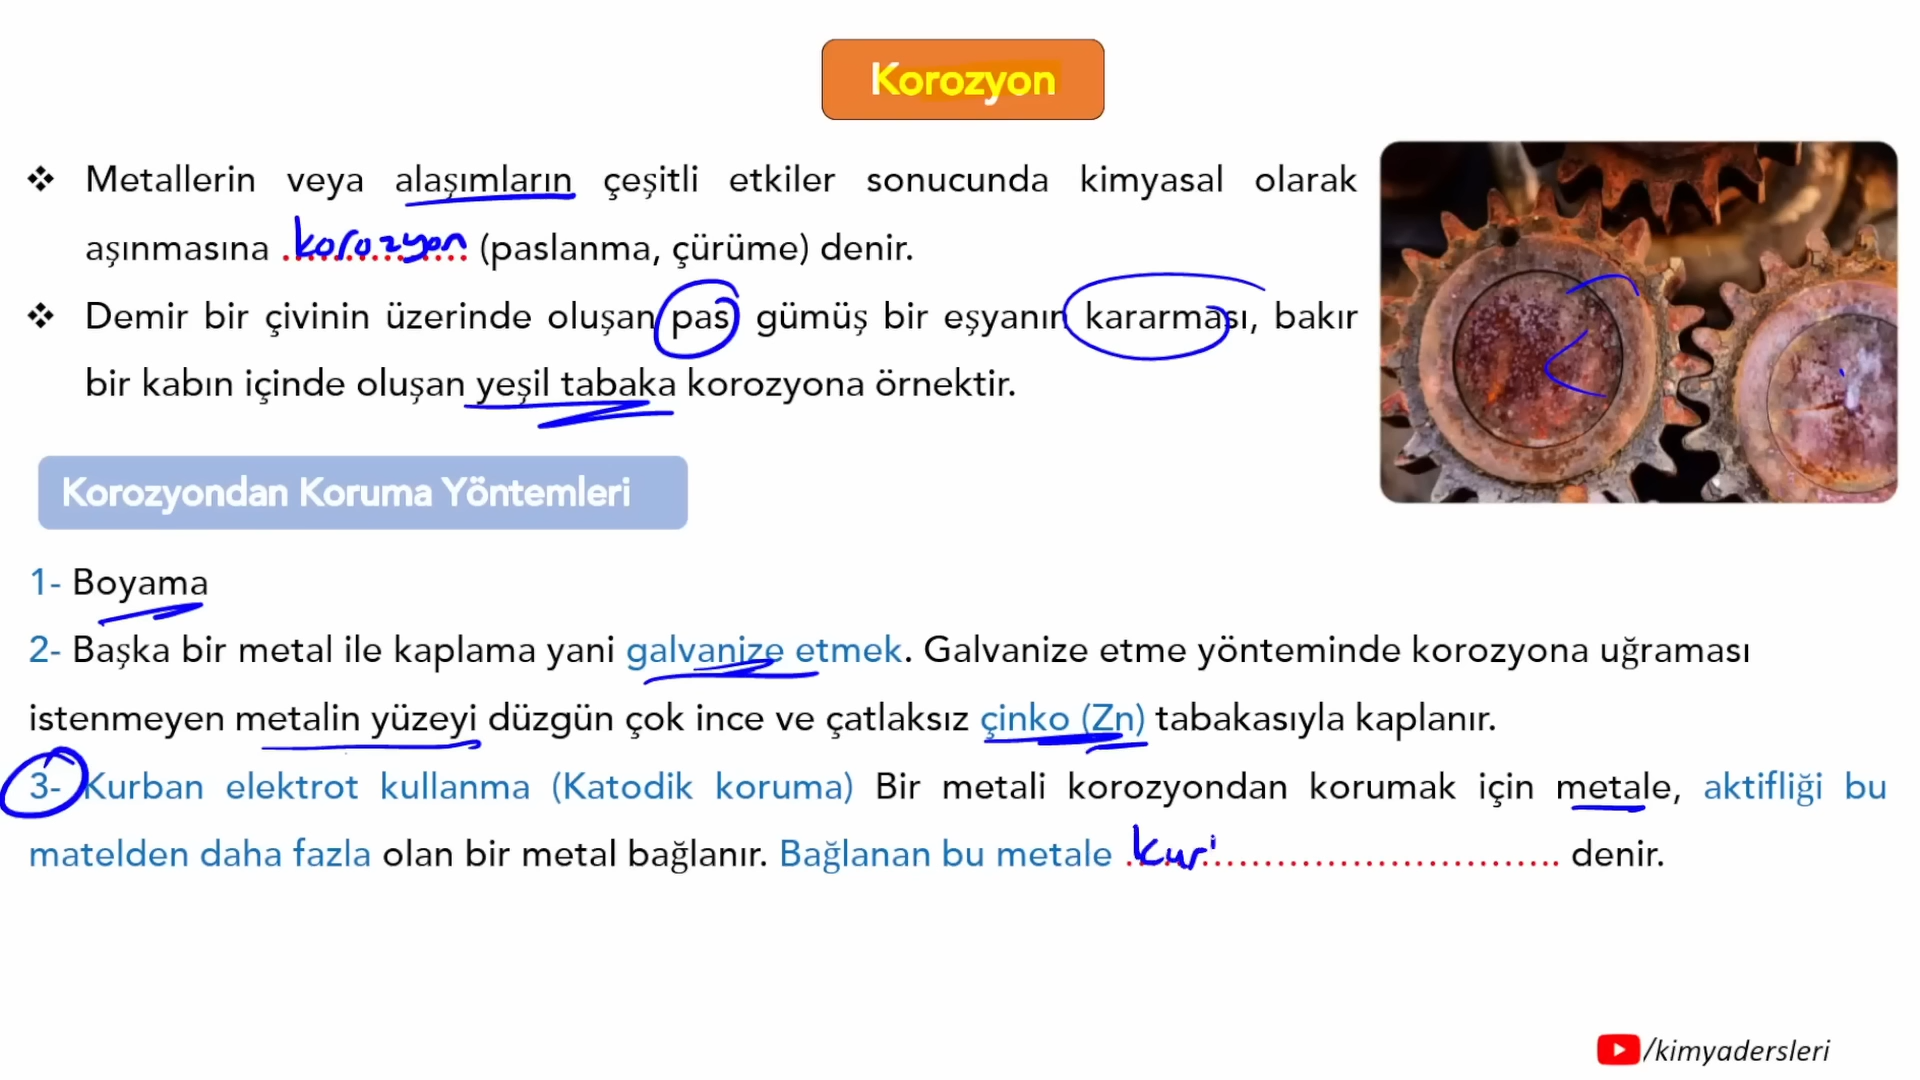 Korozyon
❖ Metallerin veya alaşımların çeşitli etkiler sonucunda kimyasal olarak
aşınmasına korozyon (paslanma, çürüme) denir.
❖ Demir bir çivinin üzerinde oluşan pas gümüş bir eşyanın kararması, bakır
bir kabın içinde oluşan yeşil tabaka korozyona örnektir.
Korozyondan Koruma Yöntemleri
1- Boyama
2- Başka bir metal ile kaplama yani galvanize etmek. Galvanize etme yönteminde korozyona uğraması
istenmeyen metalin yüzeyi düzgün çok ince ve çatlaksız çinko (Zn) tabakasıyla kaplanır.
3- Kurban elektrot kullanma (Katodik koruma) Bir metali korozyondan korumak için metale, aktifliği bu
matelden daha fazla olan bir metal bağlanır. Bağlanan bu metale kur ........................ denir.
/kimyadersleri